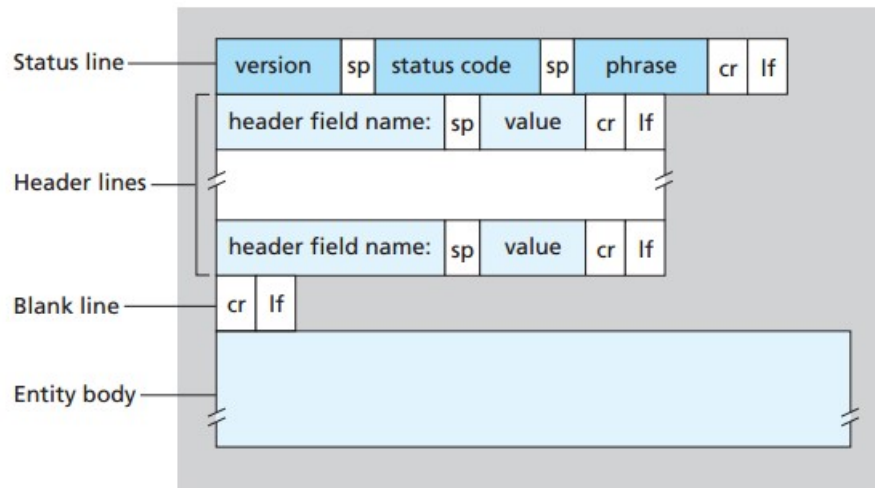 Status line version sp status code sp phrase cr lf
header field name: sp value cr lf
Header lines
header field name: sp value cr lf
Blank line cr lf
Entity body